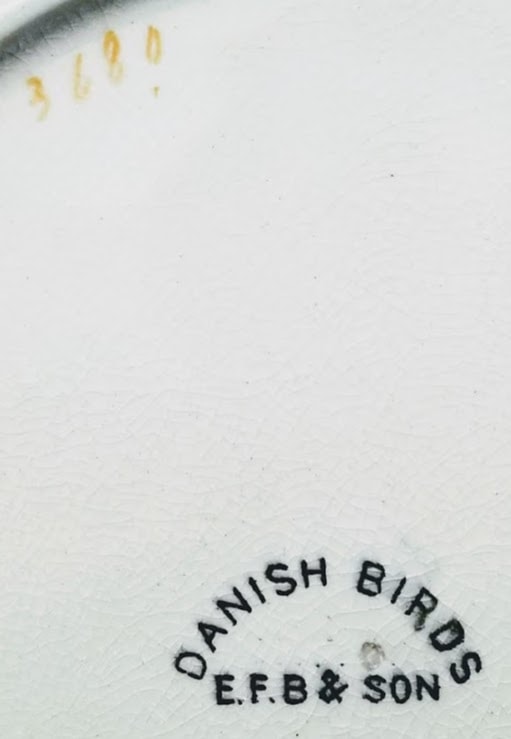 3680
DANISH BIRDS
E.F.B & SON